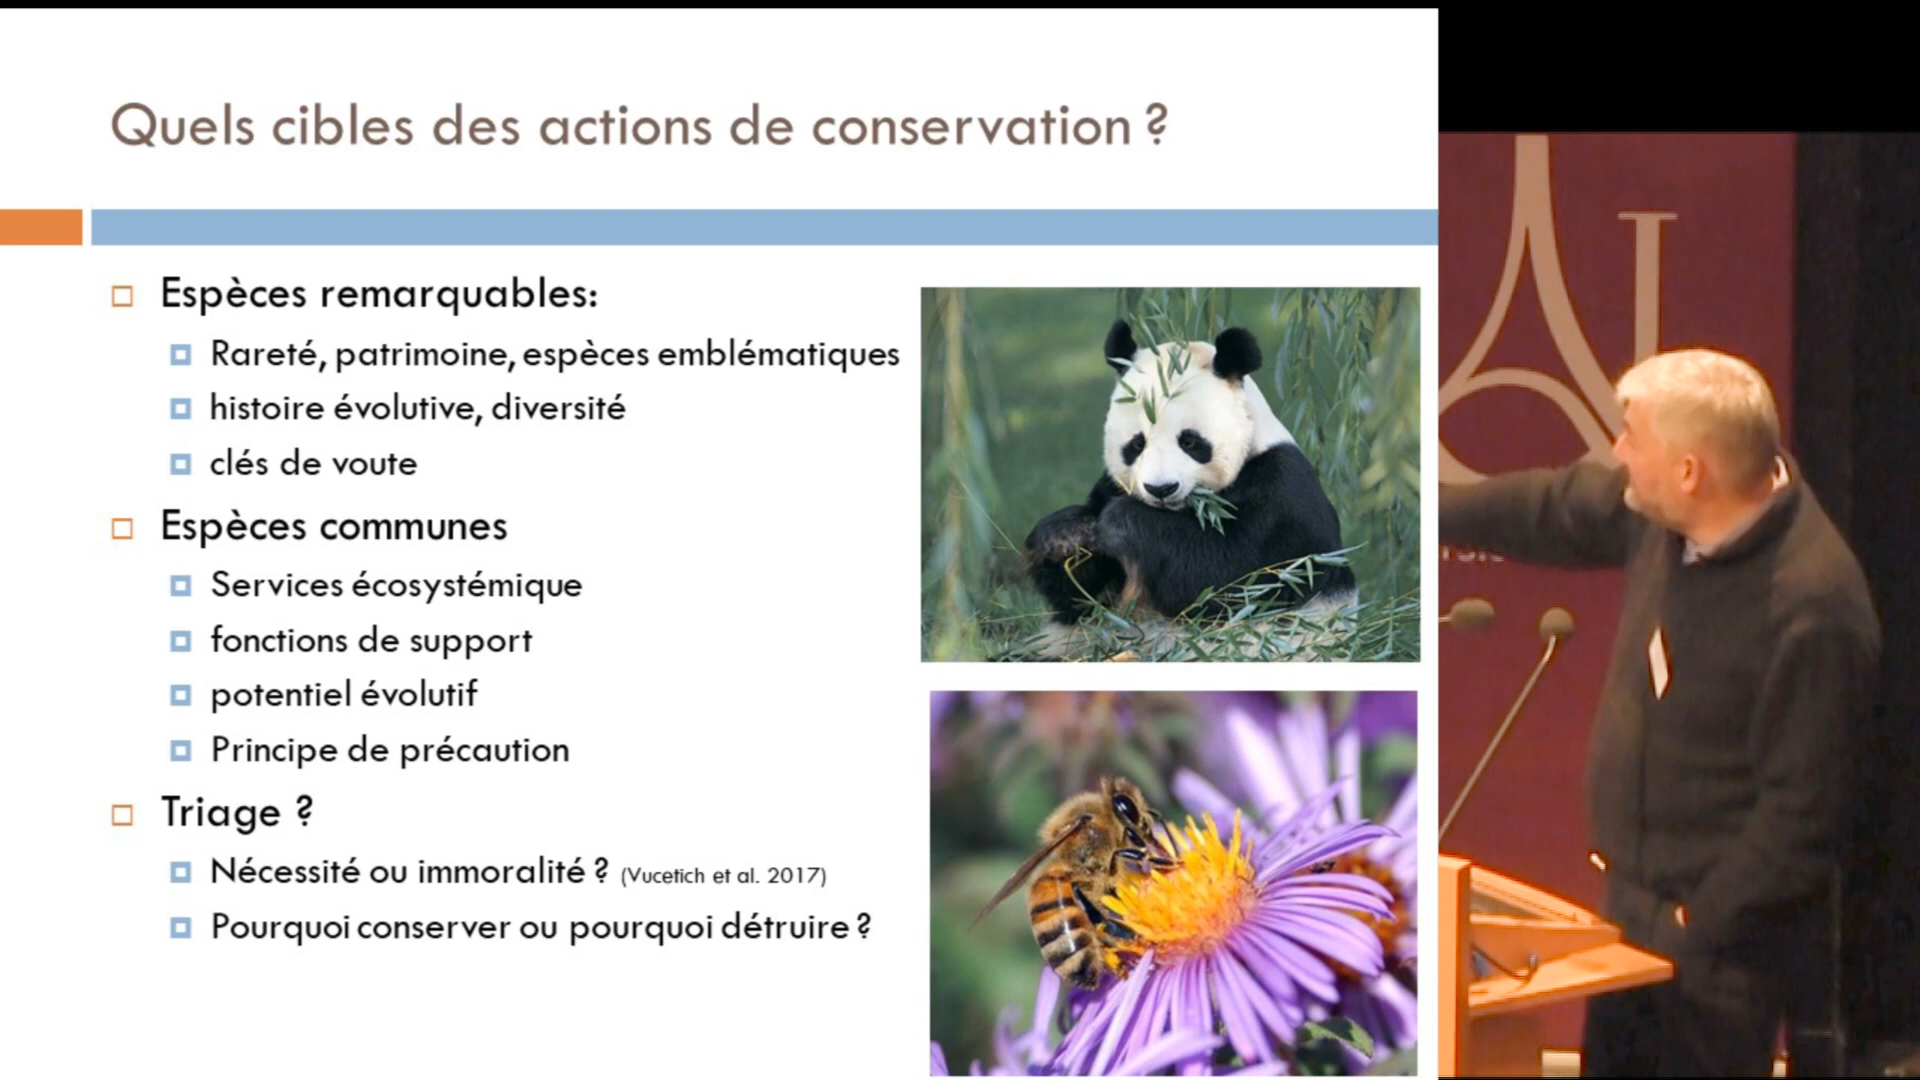 Quels cibles des actions de conservation ?
Espèces remarquables:
Rareté, patrimoine, espèces emblématiques
histoire évolutive, diversité
clés de voute
Espèces communes
Services écosystémique
fonctions de support
potentiel évolutif
Principe de précaution
Triage ?
Nécessité ou immoralité ? (Vucetich et al. 2017)
Pourquoi conserver ou pourquoi détruire ?